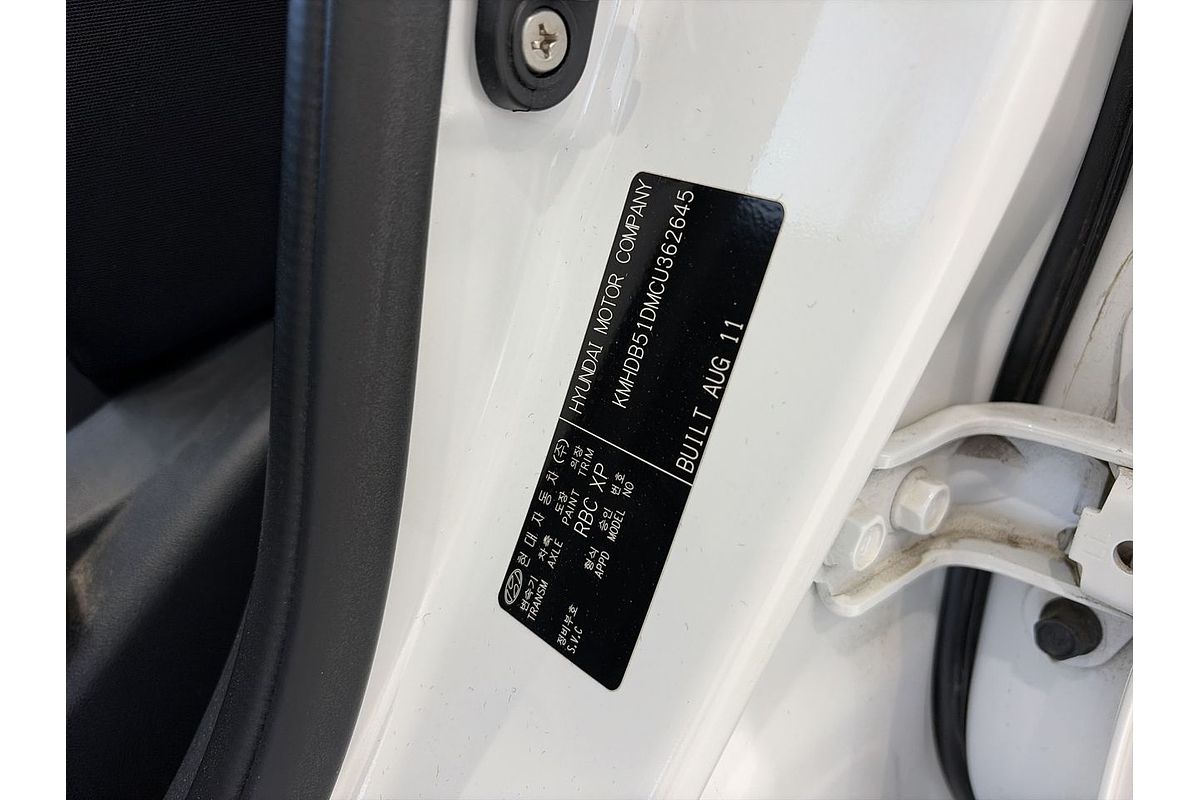 현대자동차(주) HYUNDAI MOTOR COMPANY
변속기 차축 도장 의장
TRANSM AXLE PAINT TRIM
RBC XP
KMHDB51DMCU362645
형식 승인 번호
APPD MODEL NO
장비부호
S.V.C
BUILT AUG 11